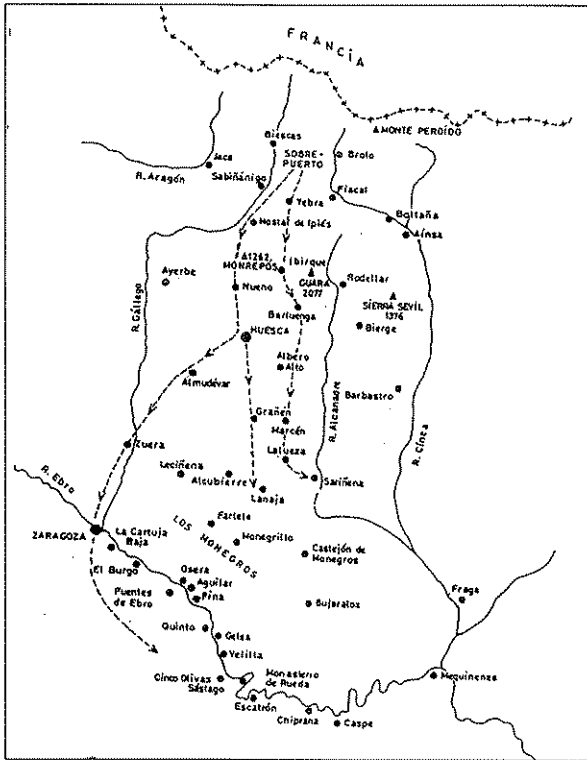 FRANCÍA
MONTE PERDÍDO
Biescas
SOBRE-
PUERTO
Broto
Jaca
R. Aragón
Sabiñánigo
Fiscal
Yebra
Boltaña
Hostal de Ipiés
Aínsa
Δ1262,
MONREPÓS
Ibirque
GUARA
2077
Rodellar
Ayerbe
Nueno
SIERRA SEVIL
1376
Barluenga
Bierge
R. Gállego
HUESCA
Albero
Alto
Almudévar
Barbastro
R. Alcanadre
R. Cinca
Grañén
Marcén
Zuera
Lalueza
Leciñena
Alcubierre
Sariñena
Lanaja
R. Ebro
Farlete
ZARAGOZA
La Cartuja
Baja
LOS MONEGROS
Monegrillo
Castejón de
Monegros
El Burgo
Osera
Aguilar
Fraga
Fuentes
de Ebro
Pina
Bujaraloz
Quinto
Gelsa
Velilla
Cinco Olivas
Sástago
Monasterio
de Rueda
Mequinenza
Escatrón
Chiprana
Caspe